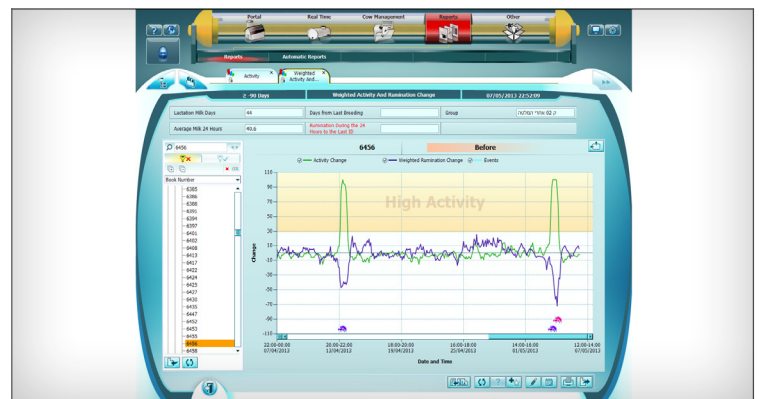 Portal Real Time Cow Management Reports Other
Reports Automatic Reports
Activity X Weighted Activity And... X
≥ -90 Days Weighted Activity And Rumination Change 07/05/2013 22:52:09
Lactation Milk Days 44 Days from Last Breeding Group
Average Milk 24 Hours 40.6 Rumination During the 24 Hours to the Last ID
6456 6456 Before
Activity Change Weighted Rumination Change Events
Book Number
6385
6386
6388
6391
6394
6397
6401
6402
6408
6413
6417
6422
6424
6425
6427
6430
6435
6447
6452
6453
6455
6456
6458
High Activity
Change
110
90
70
50
30
10
-10
-30
-50
-70
-90
-110
22:00-00:00 20:00-22:00 18:00-20:00 16:00-18:00 14:00-16:00 12:00-14:00
07/04/2013 13/04/2013 19/04/2013 25/04/2013 01/05/2013 07/05/2013
Date and Time